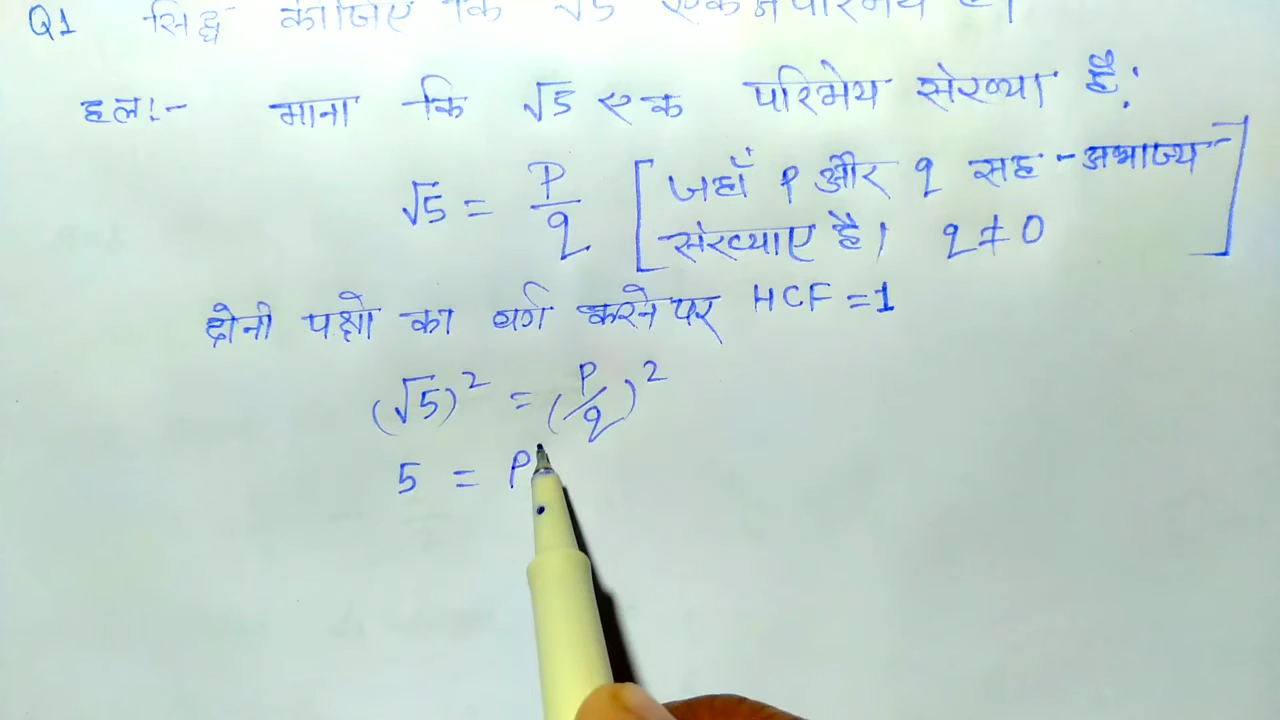 Q1 सिद्ध कीजिए कि √5 एक अपरिमेय है।
हल:- माना कि √5 एक परिमेय संख्या है:
√5 = P/q [जहाँ p और q सह-अभाज्य
संख्याए है। q ≠ 0]
दोनो पक्षो का वर्ग करने पर HCF = 1
(√5)² = (P/q)²
5 = P